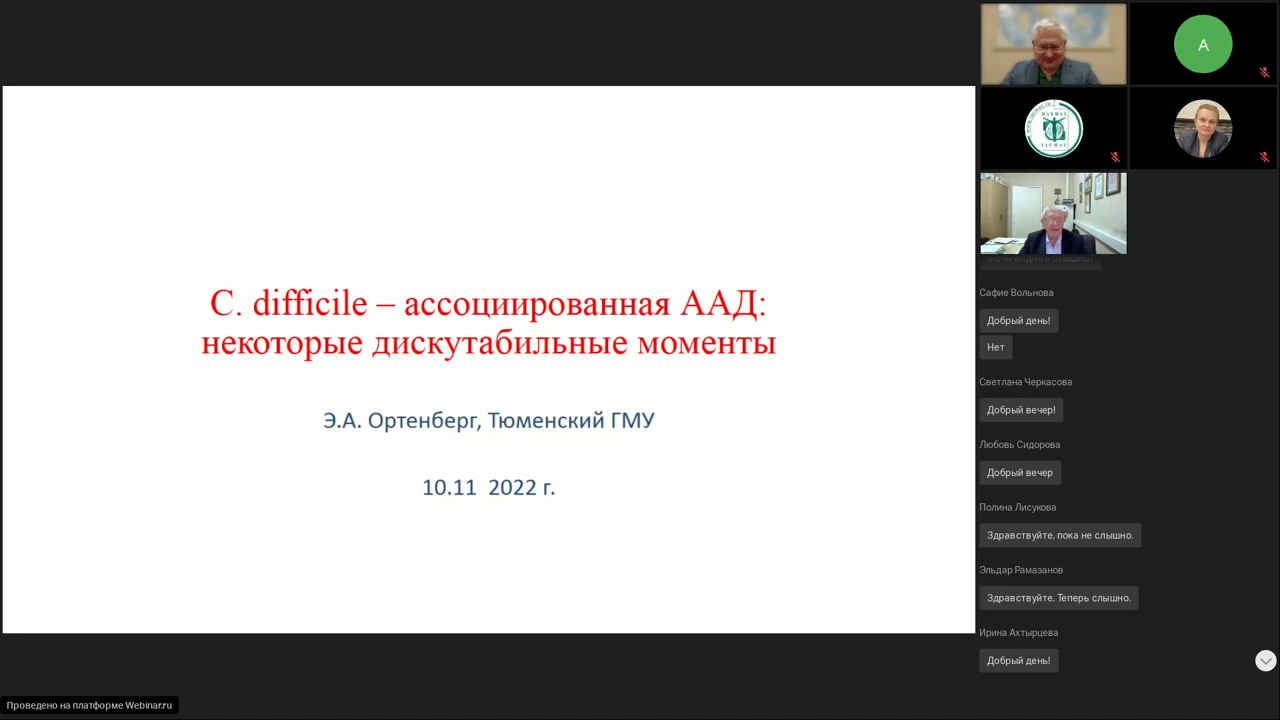 С. difficile – ассоциированная ААД:
некоторые дискутабильные моменты
Э.А. Ортенберг, Тюменский ГМУ
10.11 2022 г.
A
МАКМАХ
IACMAC
Сафие Вольнова
Добрый день!
Нет
Светлана Черкасова
Добрый вечер!
Любовь Сидорова
Добрый вечер
Полина Лисукова
Здравствуйте, пока не слышно.
Эльдар Рамазанов
Здравствуйте. Теперь слышно.
Ирина Ахтырцева
Добрый день!
Проведено на платформе Webinar.ru